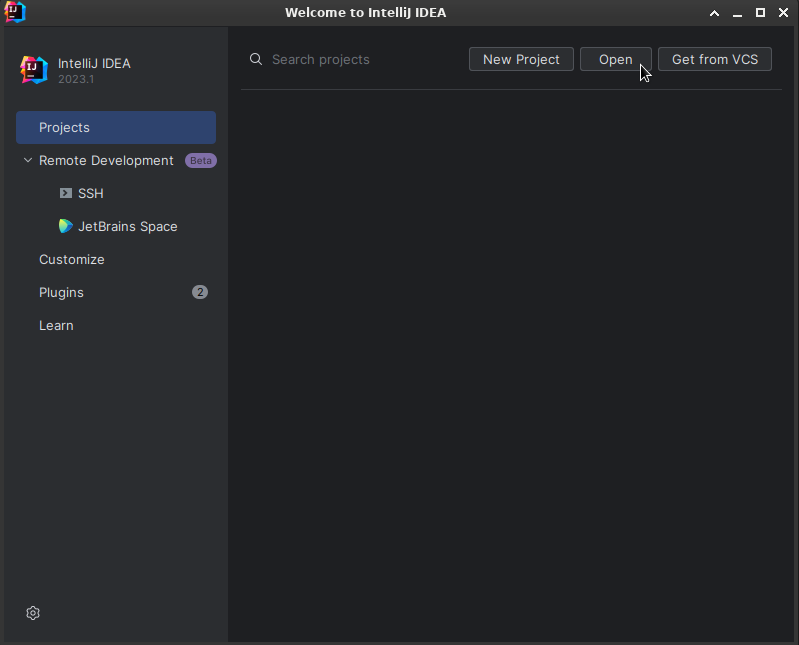 Welcome to IntelliJ IDEA
IJ
IntelliJ IDEA
2023.1
Search projects
New Project
Open
Get from VCS
Projects
Remote Development Beta
SSH
JetBrains Space
Customize
Plugins 2
Learn